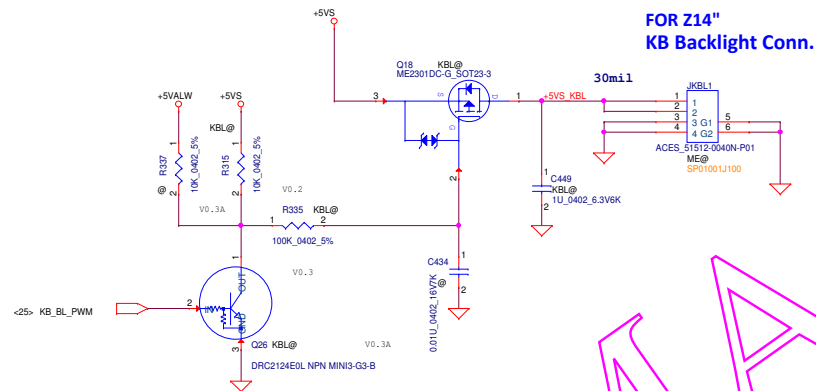 FOR Z14"
KB Backlight Conn.
+5VS
Q18 KBL@
ME2301DC-G_SOT23-3
3
S
D
G
1
+5VS_KBL
30mil
JKBL1
1 1
2 2
3 3 G1 5
4 4 G2 6
ACES_51512-0040N-P01
ME@
SP01001J100
+5VALW
+5VS
KBL@
1
R337
10K_0402_5%
@
2
1
R315
10K_0402_5%
2
V0.2
V0.3A
R335 KBL@
1 2
100K_0402_5%
2
1
C449
KBL@
1U_0402_6.3V6K
2
C434
1
@
2
0.01U_0402_16V7K
V0.3
1
OUT
<25> KB_BL_PWM
2
IN
GND
3
Q26 KBL@
V0.3A
DRC2124E0L NPN MINI3-G3-B